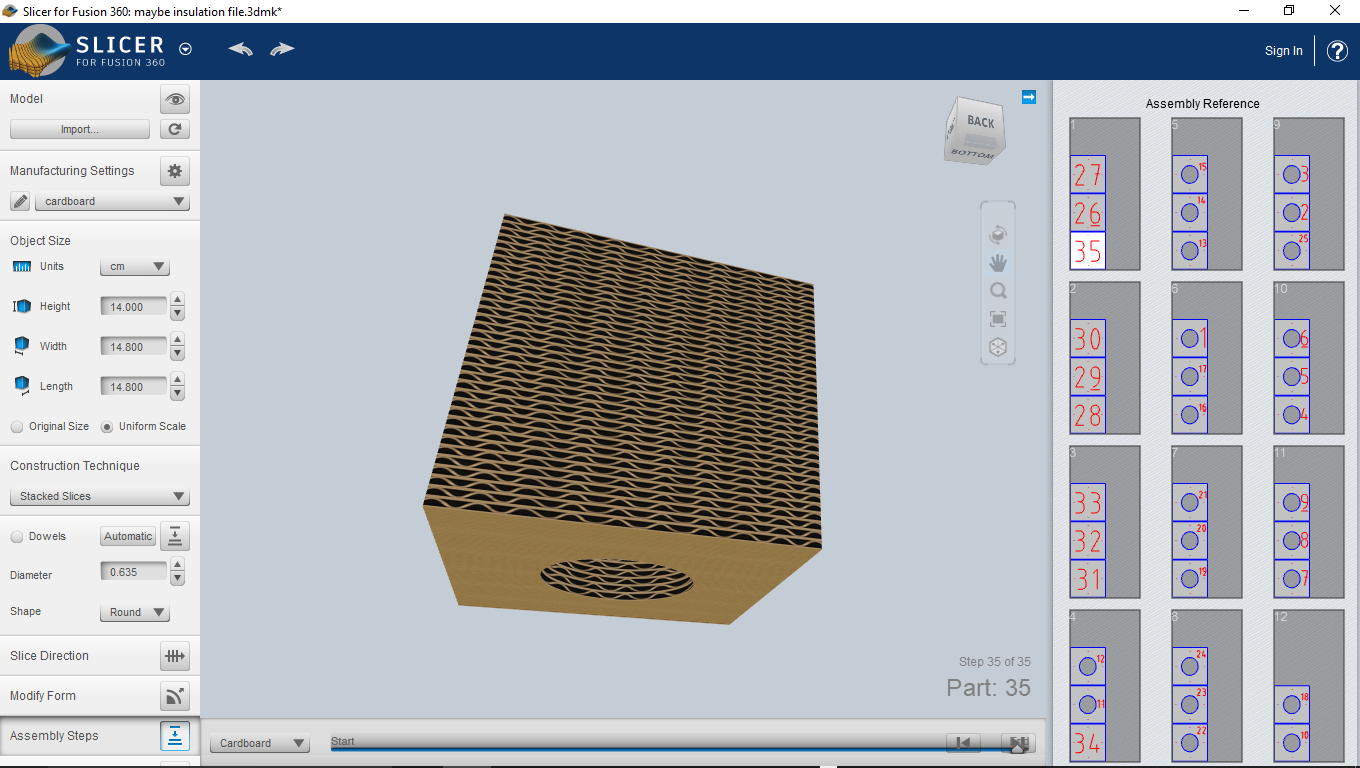 Slicer for Fusion 360: maybe insulation file.3dmk*
SLICER
FOR FUSION 360
Sign In
?
Model
Import...
Manufacturing Settings
cardboard
Object Size
Units
cm
Height
14.000
Width
14.800
Length
14.800
Original Size
Uniform Scale
Construction Technique
Stacked Slices
Dowels
Automatic
Diameter
0.635
Shape
Round
Slice Direction
Modify Form
Assembly Steps
BACK
BOTTOM
Step 35 of 35
Part: 35
Cardboard
Start
Assembly Reference
1
27
26
35
5
15
14
13
9
3
2
25
2
30
29
28
6
1
17
16
10
6
5
4
3
33
32
31
7
21
20
19
11
9
8
7
4
12
11
34
8
24
23
22
12
18
10